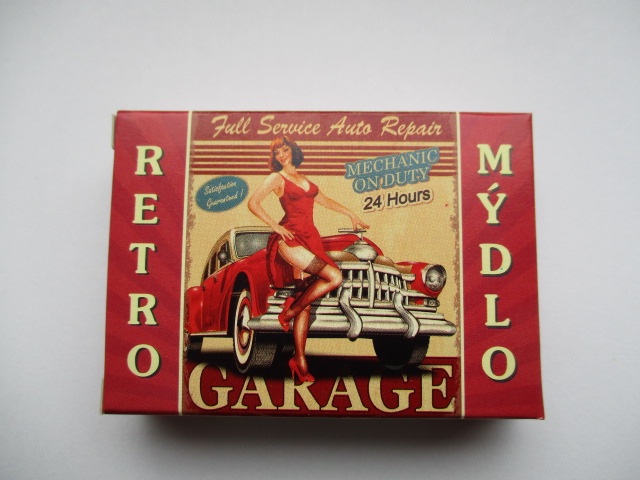 RETRO
Full Service Auto Repair
MECHANIC
ON DUTY
24 Hours
Satisfaction
Guaranteed !
GARAGE
MÝDLO